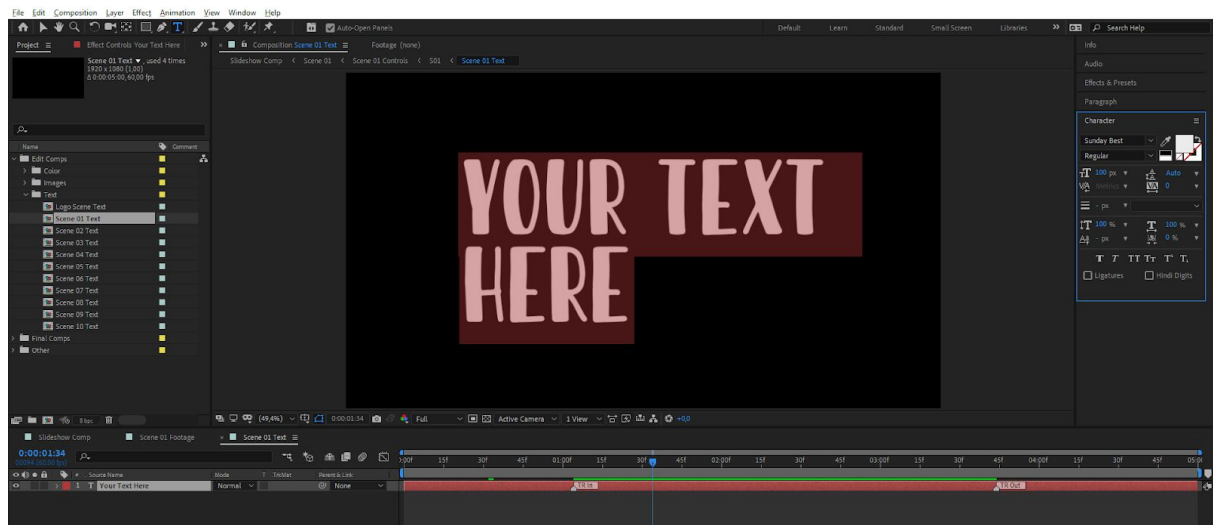 File Edit Composition Layer Effect Animation View Window Help
Auto-Open Panels
Default Learn Standard Small Screen Libraries Search Help
Project Effect Controls Your Text Here
Composition Scene 01 Text Footage (none)
Info
Scene 01 Text ▼, used 4 times
1920 x 1080 (1,00)
Δ 0:00:05:00, 60,00 fps
Slideshow Comp Scene 01 Scene 01 Controls S01 Scene 01 Text
Audio
Effects & Presets
Paragraph
Character
Sunday Best
Regular
100 px Auto
Metrics 0
- px
100 % 100 %
- px 0 %
T T TT Tт T' T,
Ligatures Hindi Digits
Name Comment
Edit Comps
Color
Images
Text
Logo Scene Text
Scene 01 Text
Scene 02 Text
Scene 03 Text
Scene 04 Text
Scene 05 Text
Scene 06 Text
Scene 07 Text
Scene 08 Text
Scene 09 Text
Scene 10 Text
Final Comps
Other
YOUR TEXT
HERE
8 bpc
(49,4%) 0:00:01:34 Full Active Camera 1 View +0,0
Slideshow Comp Scene 01 Footage Scene 01 Text
0:00:01:34
00094 (60.00 fps)
15f 30f 45f 01:00f 15f 30f 45f 02:00f 15f 30f 45f 03:00f 15f 30f 45f 04:00f 15f 30f 45f
# Source Name Mode T TrkMat Parent & Link
1 T Your Text Here Normal None
TR In TR Out